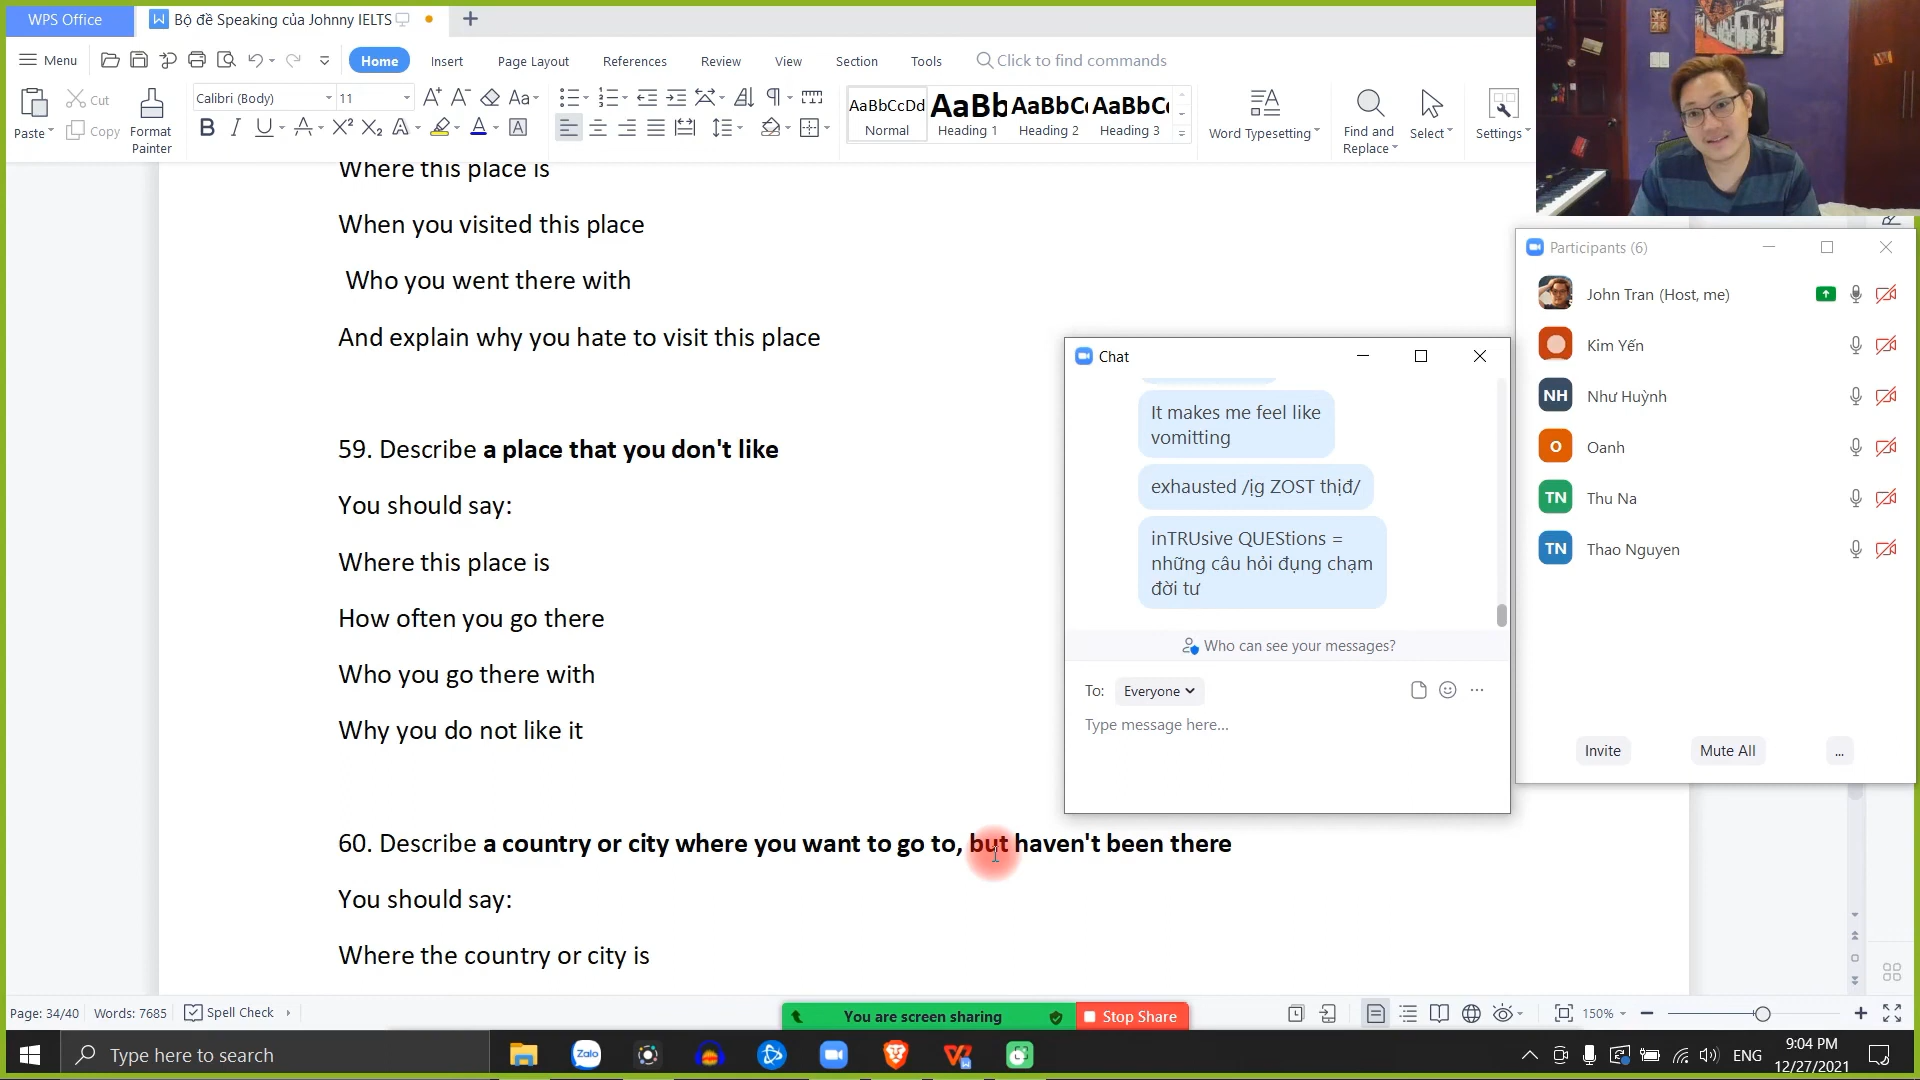 WPS Office
Bộ đề Speaking của Johnny IELTS
Menu
Home
Insert
Page Layout
References
Review
View
Section
Tools
Click to find commands
Paste
Cut
Copy
Format Painter
Calibri (Body)
11
AaBbCcDd
Normal
AaBb
Heading 1
AaBbC
Heading 2
AaBbC
Heading 3
Word Typesetting
Find and Replace
Select
Settings
Where this place is
When you visited this place
Who you went there with
And explain why you hate to visit this place
59. Describe a place that you don't like
You should say:
Where this place is
How often you go there
Who you go there with
Why you do not like it
60. Describe a country or city where you want to go to, but haven't been there
You should say:
Where the country or city is
Chat
It makes me feel like
vomitting
exhausted /ịg ZOST thịđ/
inTRUsive QUEStions =
những câu hỏi đụng chạm
đời tư
Who can see your messages?
To: Everyone
Type message here...
Participants (6)
John Tran (Host, me)
Kim Yến
NH Như Huỳnh
O Oanh
TN Thu Na
TN Thao Nguyen
Invite
Mute All
...
Page: 34/40
Words: 7685
Spell Check
You are screen sharing
Stop Share
150%
Type here to search
Zalo
ENG
9:04 PM
12/27/2021